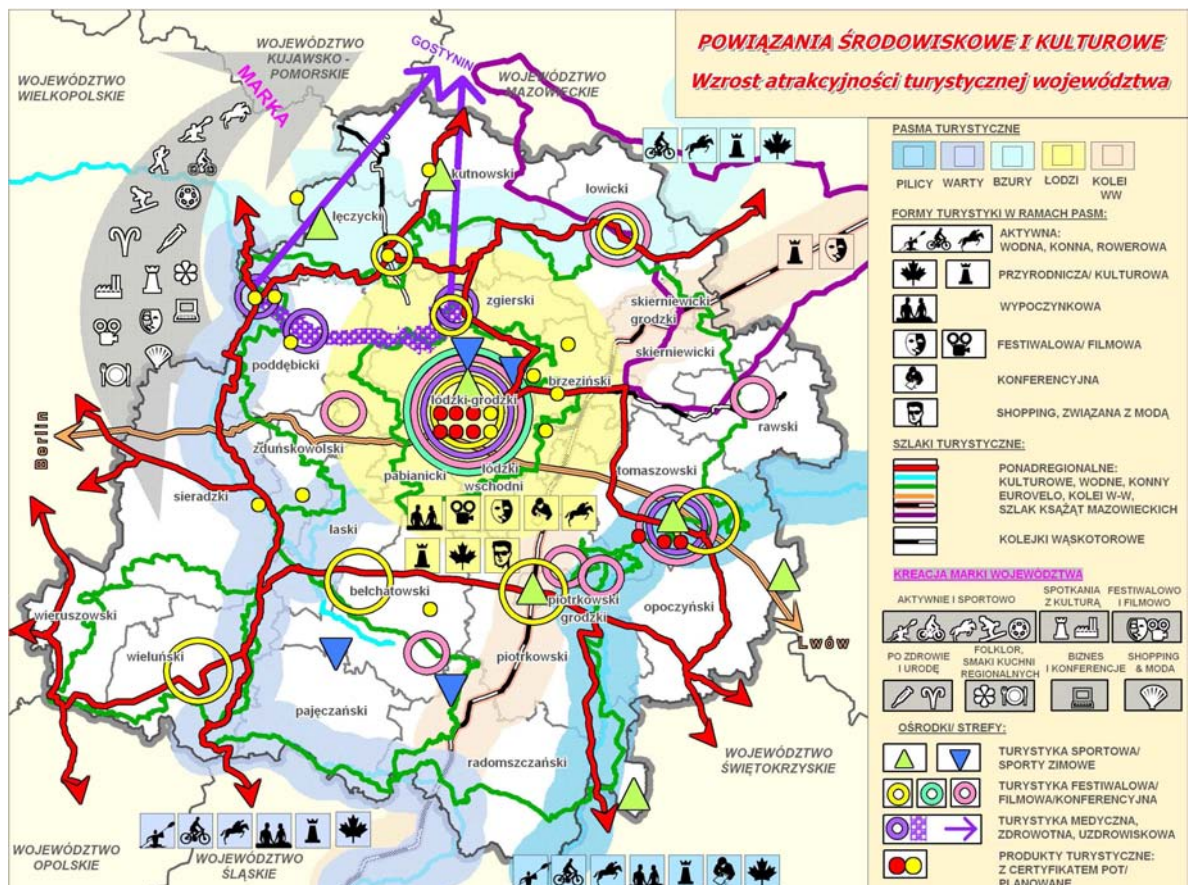 POWIĄZANIA ŚRODOWISKOWE I KULTUROWE
Wzrost atrakcyjności turystycznej województwa
WOJEWÓDZTWO
WIELKOPOLSKIE
WOJEWÓDZTWO
KUJAWSKO -
POMORSKIE
MARKA
GOSTYNIN
WOJEWÓDZTWO
MAZOWIECKIE
kutnowski
łęczycki
łowicki
zgierski
skierniewicki
grodzki
skierniewicki
poddębicki
brzeziński
łódzki-grodzki
rawski
Berlin
zduńskowolski
pabianicki
łódzki
wschodni
tomaszowski
sieradzki
łaski
bełchatowski
piotrkowski
grodzki
opoczyński
Lwów
wieruszowski
wieluński
piotrkowski
pajęczański
radomszczański
WOJEWÓDZTWO
ŚWIĘTOKRZYSKIE
WOJEWÓDZTWO
OPOLSKIE
WOJEWÓDZTWO
ŚLĄSKIE
PASMA TURYSTYCZNE
PILICY WARTY BZURY ŁODZI KOLEI
WW
FORMY TURYSTYKI W RAMACH PASM:
AKTYWNA:
WODNA, KONNA, ROWEROWA
PRZYRODNICZA/ KULTUROWA
WYPOCZYNKOWA
FESTIWALOWA/ FILMOWA
KONFERENCYJNA
SHOPPING, ZWIĄZANA Z MODĄ
SZLAKI TURYSTYCZNE:
PONADREGIONALNE:
KULTUROWE, WODNE, KONNY
EUROVELO, KOLEI W-W,
SZLAK KSĄŻĄT MAZOWIECKICH
KOLEJKI WĄSKOTOROWE
KREACJA MARKI WOJEWÓDZTWA
AKTYWNIE I SPORTOWO
SPOTKANIA
Z KULTURĄ
FESTIWALOWO
I FILMOWO
PO ZDROWIE
I URODĘ
FOLKLOR,
SMAKI KUCHNI
REGIONALNYCH
BIZNES
I KONFERENCJE
SHOPPING
& MODA
OŚRODKI/ STREFY:
TURYSTYKA SPORTOWA/
SPORTY ZIMOWE
TURYSTYKA FESTIWALOWA/
FILMOWA/KONFERENCYJNA
TURYSTYKA MEDYCZNA,
ZDROWOTNA, UZDROWISKOWA
PRODUKTY TURYSTYCZNE:
Z CERTYFIKATEM POT/
PLANOWANE